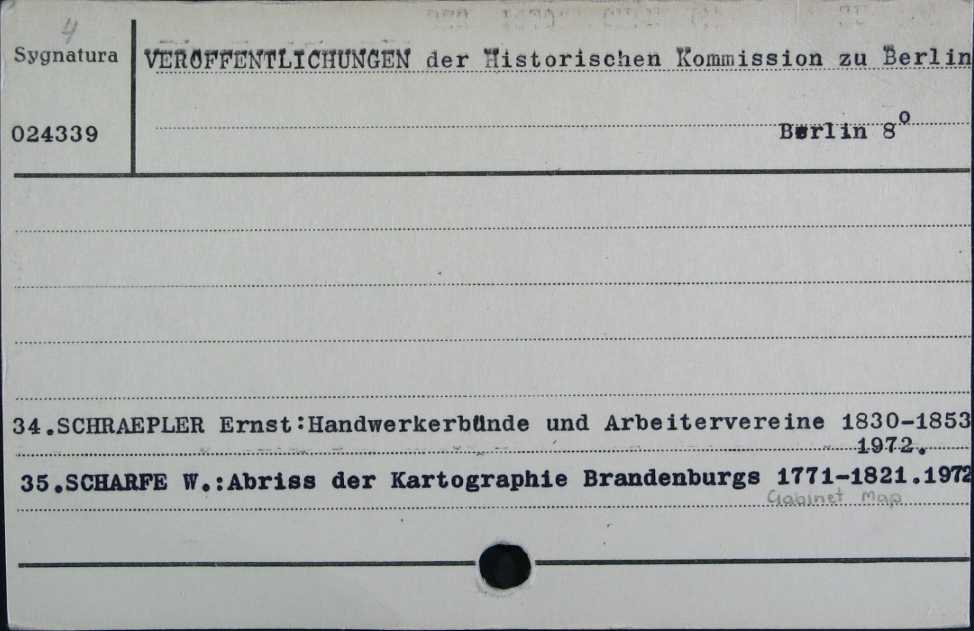 4
Sygnatura
VERÖFFENTLICHUNGEN der Historischen Kommission zu Berlin
024339
Berlin 8º
34.SCHRAEPLER Ernst:Handwerkerbünde und Arbeitervereine 1830-1853
1972.
35.SCHARFE W.:Abriss der Kartographie Brandenburgs 1771-1821.1972
Gabinet Map